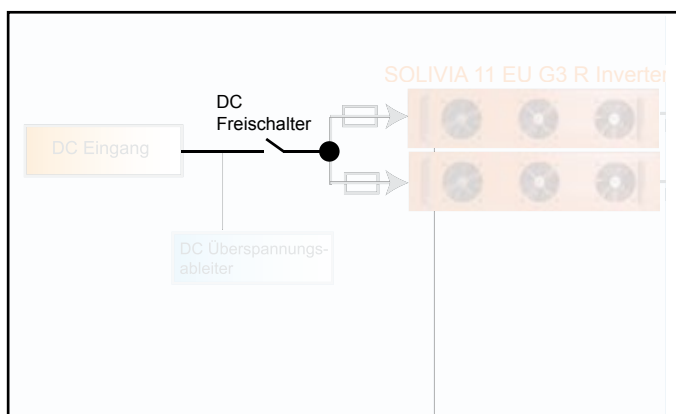 SOLIVIA 11 EU G3 R Inverter
DC
Freischalter
DC Eingang
DC Überspannungs-
ableiter